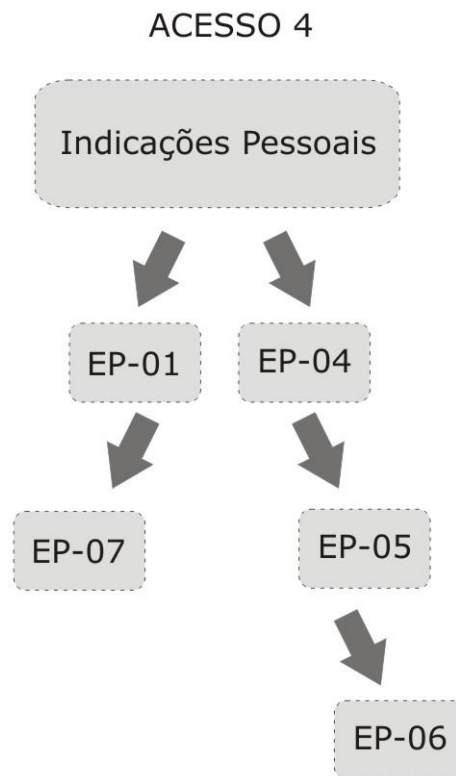 ACESSO 4
Indicações Pessoais
EP-01
EP-04
EP-07
EP-05
EP-06